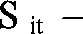 S it –